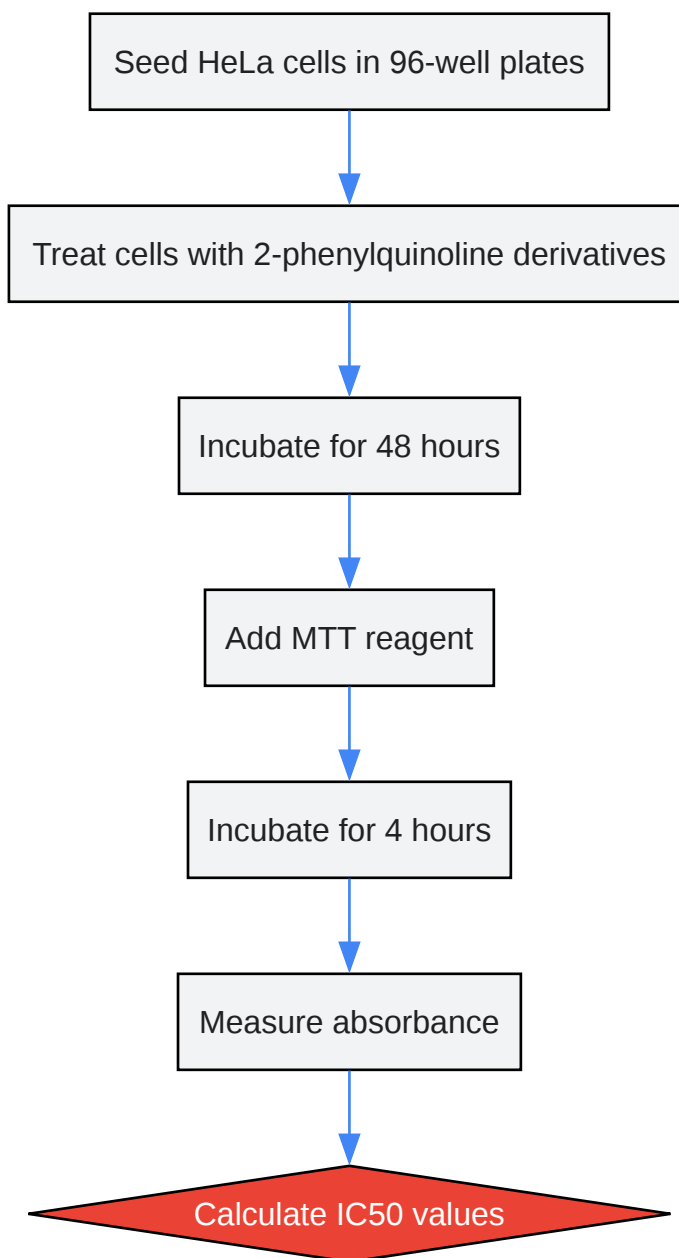 Seed HeLa cells in 96-well plates
Treat cells with 2-phenylquinoline derivatives
Incubate for 48 hours
Add MTT reagent
Incubate for 4 hours
Measure absorbance
Calculate IC50 values